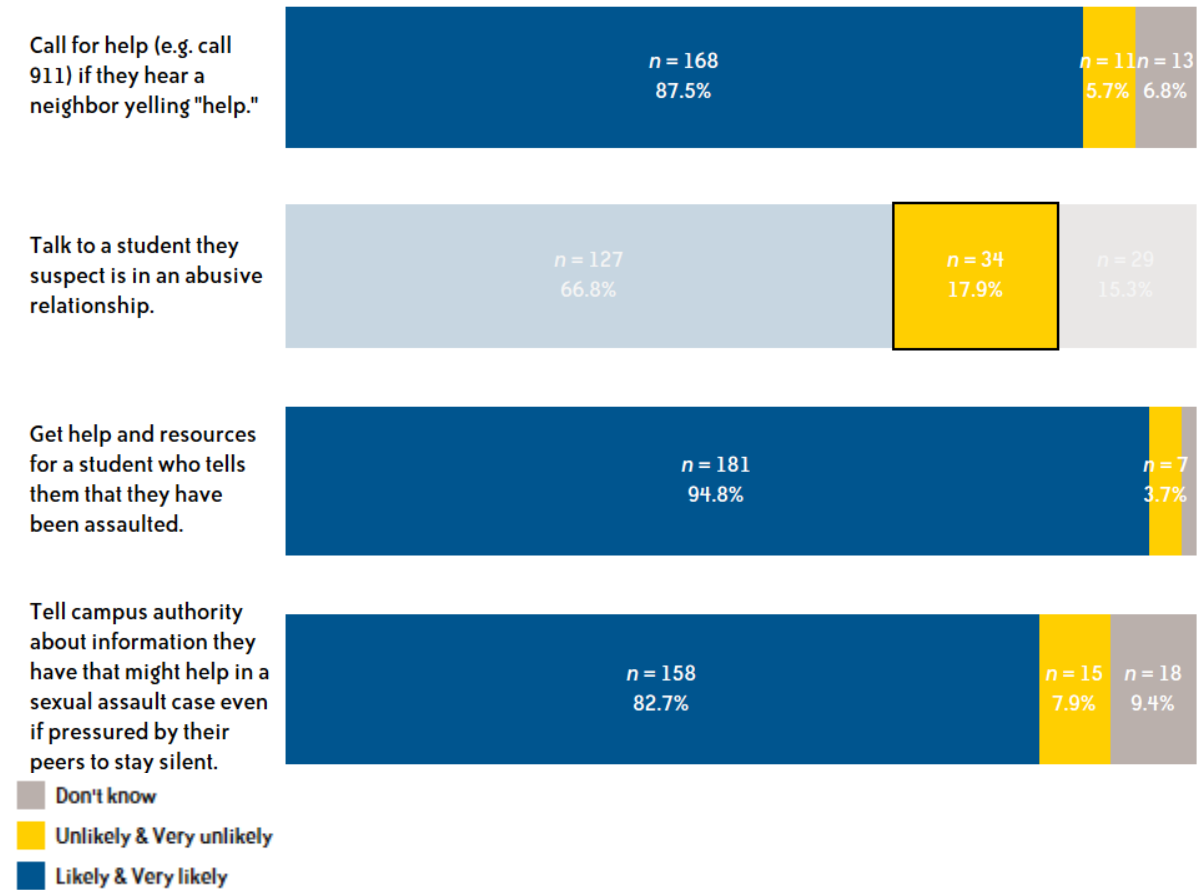 Call for help (e.g. call
911) if they hear a
neighbor yelling "help."
n = 168
87.5%
n = 11
5.7%
n = 13
6.8%
Talk to a student they
suspect is in an abusive
relationship.
n = 127
66.8%
n = 34
17.9%
n = 29
15.3%
Get help and resources
for a student who tells
them that they have
been assaulted.
n = 181
94.8%
n = 7
3.7%
Tell campus authority
about information they
have that might help in a
sexual assault case even
if pressured by their
peers to stay silent.
n = 158
82.7%
n = 15
7.9%
n = 18
9.4%
Don't know
Unlikely & Very unlikely
Likely & Very likely